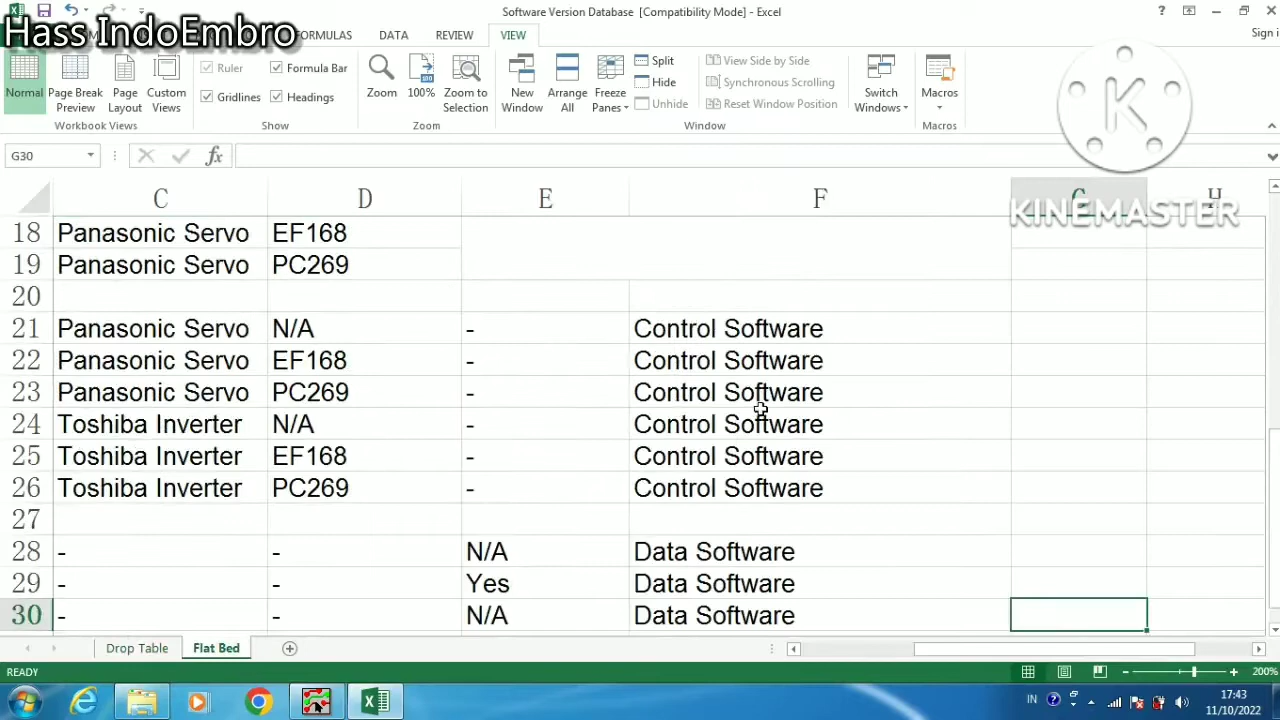 Software Version Database [Compatibility Mode] - Excel
Hass IndoEmbro
FORMULAS DATA REVIEW VIEW Sign i
Normal
Page Break Preview
Page Layout
Custom Views
Workbook Views
Ruler Formula Bar
Gridlines Headings
Show
Zoom 100% Zoom to Selection
Zoom
New Window
Arrange All
Freeze Panes
Split
Hide
Unhide
View Side by Side
Synchronous Scrolling
Reset Window Position
Switch Windows
Window
Macros
Macros
K
KINEMASTER
G30 fx
C D E F G H
18 Panasonic Servo EF168
19 Panasonic Servo PC269
20
21 Panasonic Servo N/A - Control Software
22 Panasonic Servo EF168 - Control Software
23 Panasonic Servo PC269 - Control Software
24 Toshiba Inverter N/A - Control Software
25 Toshiba Inverter EF168 - Control Software
26 Toshiba Inverter PC269 - Control Software
27
28 - - N/A Data Software
29 - - Yes Data Software
30 - - N/A Data Software
Drop Table Flat Bed
READY 200%
IN 17:43
11/10/2022